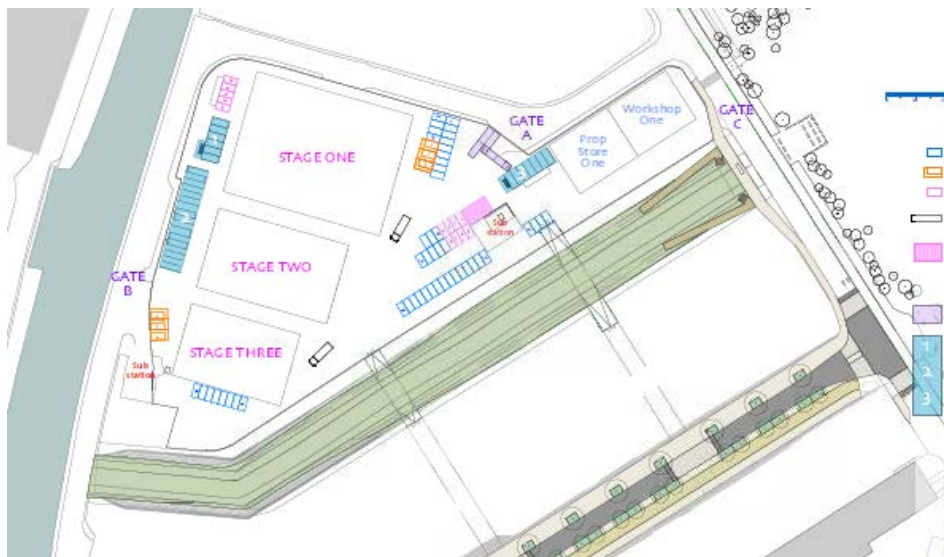 GATE
A
GATE
C
Workshop
One
Prop
Store
One
STAGE ONE
1
3
2
Sub
station
STAGE TWO
GATE
B
STAGE THREE
Sub
station
1
2
3